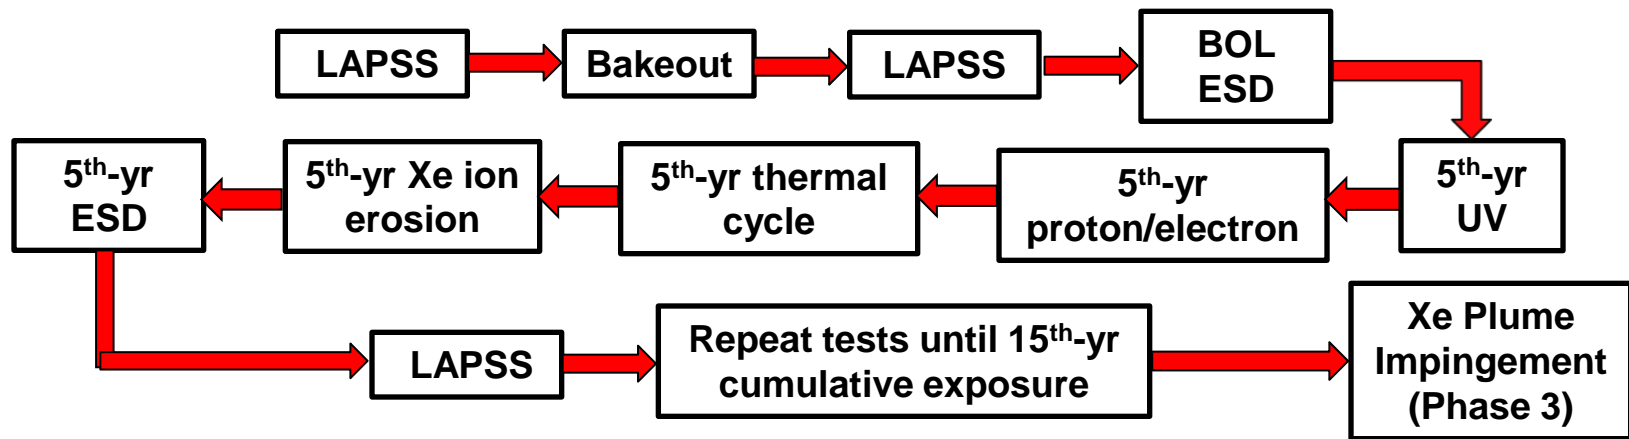 LAPSS
Bakeout
LAPSS
BOL
ESD
5th-yr
UV
5th-yr
proton/electron
5th-yr thermal
cycle
5th-yr Xe ion
erosion
5th-yr
ESD
LAPSS
Repeat tests until 15th-yr
cumulative exposure
Xe Plume
Impingement
(Phase 3)